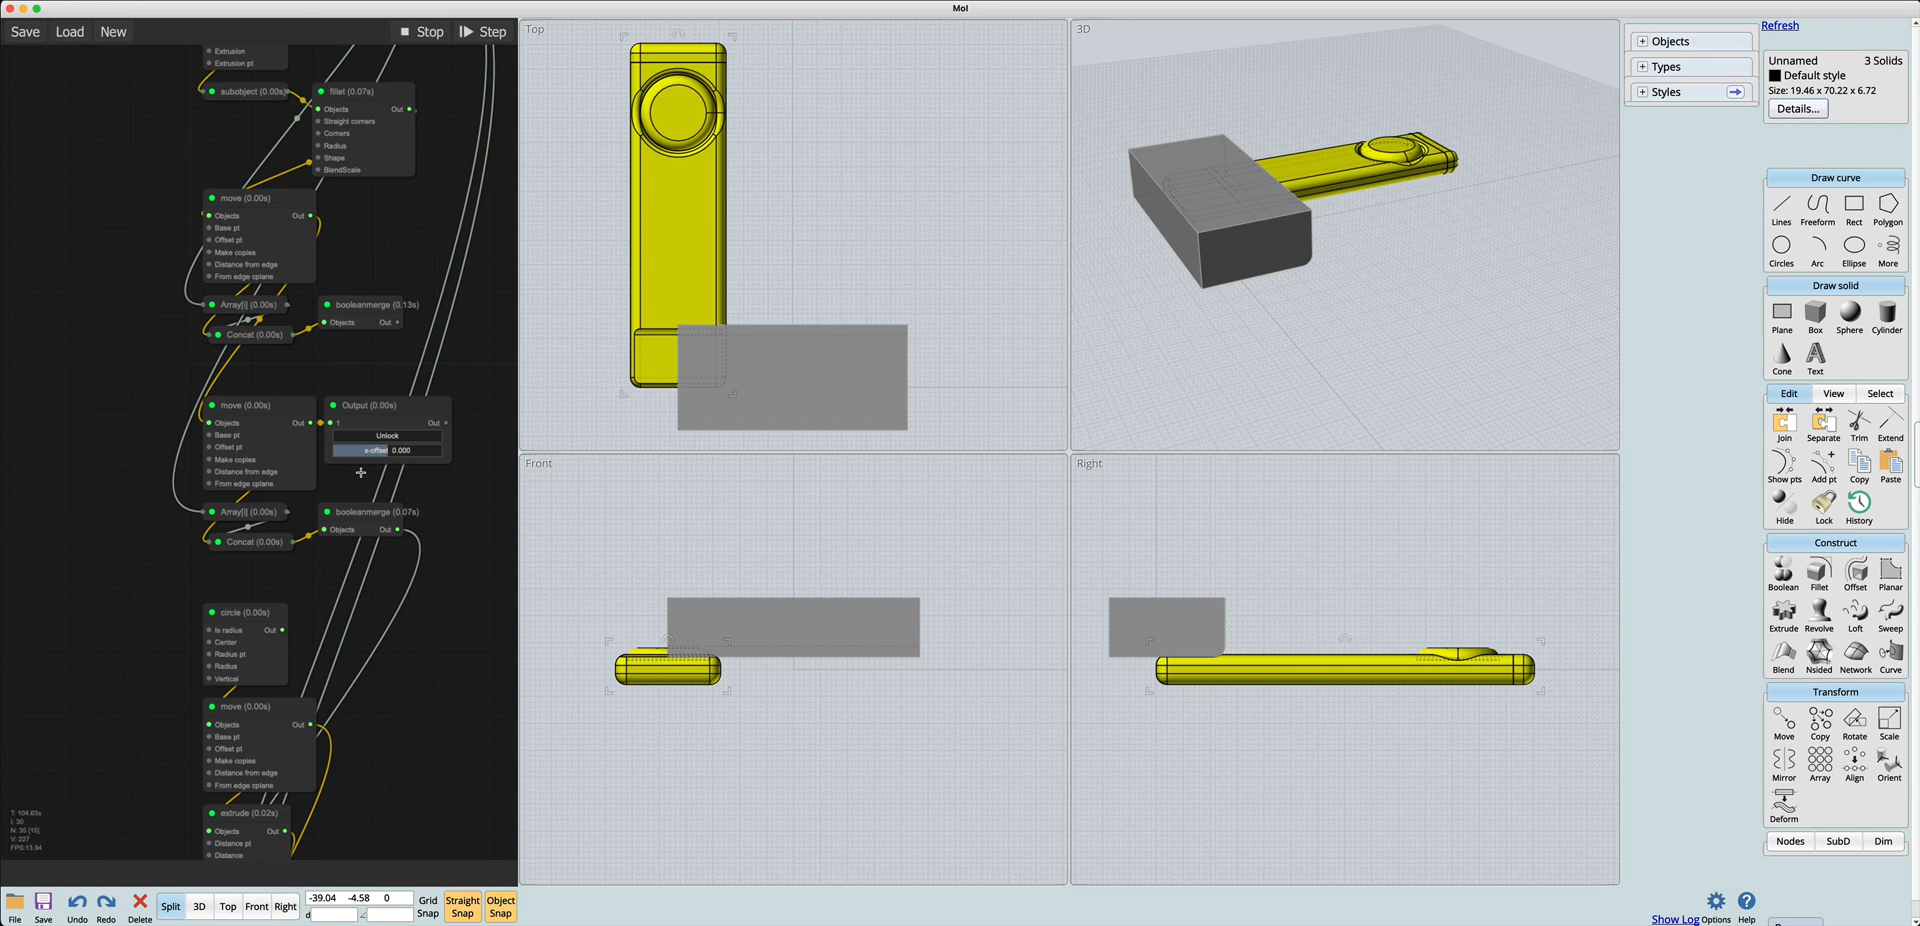 MoI
Save Load New Stop Step
Extrusion
Extrusion pt
subobject (0.00s)
fillet (0.07s)
Objects Out
Straight corners
Corners
Radius
Shape
BlendScale
move (0.00s)
Objects Out
Base pt
Offset pt
Make copies
Distance from edge
From edge cplane
Array[i] (0.00s)
booleanmerge (0.13s)
Objects Out
Concat (0.00s)
move (0.00s)
Objects Out
Base pt
Offset pt
Make copies
Distance from edge
From edge cplane
Output (0.00s)
1 Out
Unlock
x-offset 0.000
Array[i] (0.00s)
booleanmerge (0.07s)
Objects Out
Concat (0.00s)
circle (0.00s)
Is radius Out
Center
Radius pt
Radius
Vertical
move (0.00s)
Objects Out
Base pt
Offset pt
Make copies
Distance from edge
From edge cplane
extrude (0.02s)
Objects Out
Distance pt
Distance
T: 104.63s
I: 30
N: 35 [15]
V: 227
FPS:13.94
Top
3D
Front
Right
Objects
Types
Styles
Refresh
Unnamed 3 Solids
Default style
Size: 19.46 x 70.22 x 6.72
Details...
Draw curve
Lines Freeform Rect Polygon
Circles Arc Ellipse More
Draw solid
Plane Box Sphere Cylinder
Cone Text
Edit View Select
Join Separate Trim Extend
Show pts Add pt Copy Paste
Hide Lock History
Construct
Boolean Fillet Offset Planar
Extrude Revolve Loft Sweep
Blend Nsided Network Curve
Transform
Move Copy Rotate Scale
Mirror Array Align Orient
Deform
Nodes SubD Dim
File Save Undo Redo Delete
Split 3D Top Front Right
-39.04 -4.58 0
d
Grid Snap
Straight Snap
Object Snap
Show Log Options Help